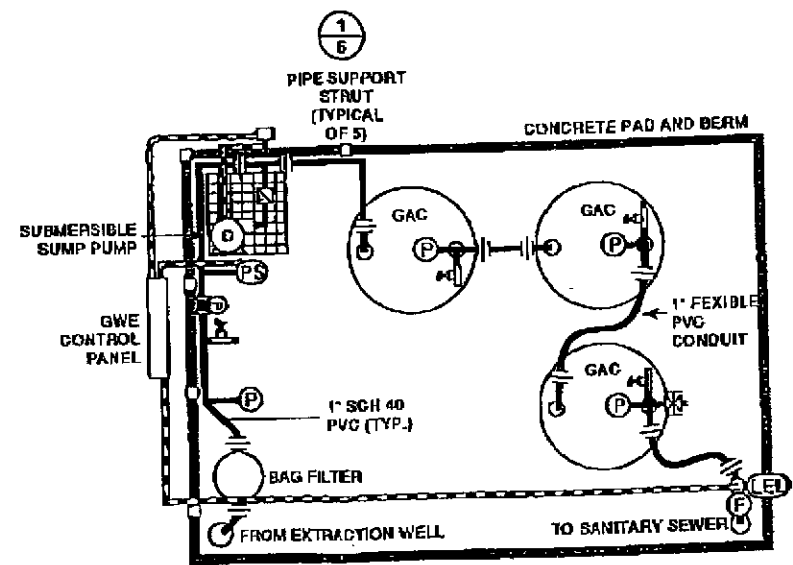 1
6
PIPE SUPPORT
STRUT
(TYPICAL
OF 5)
CONCRETE PAD AND BERM
SUBMERSIBLE
SUMP PUMP
D
GAC
P
GAC
P
PS
GWE
CONTROL
PANEL
1" FEXIBLE
PVC
CONDUIT
GAC
P
P
1" SCH 40
PVC (TYP.)
BAG FILTER
LEL
F
FROM EXTRACTION WELL
TO SANITARY SEWER